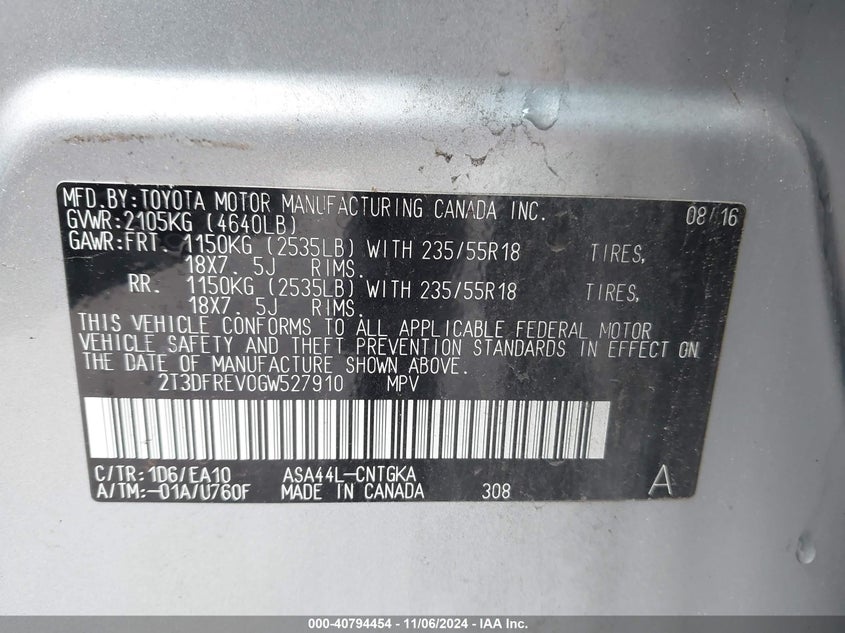 MFD.BY:TOYOTA MOTOR MANUFACTURING CANADA INC. 08/16
GVWR:2105KG (4640LB)
GAWR:FRT. 1150KG (2535LB) WITH 235/55R18 TIRES,
18X7. 5J RIMS.
RR. 1150KG (2535LB) WITH 235/55R18 TIRES,
18X7. 5J RIMS.
THIS VEHICLE CONFORMS TO ALL APPLICABLE FEDERAL MOTOR
VEHICLE SAFETY AND THEFT PREVENTION STANDARDS IN EFFECT ON
THE DATE OF MANUFACTURE SHOWN ABOVE.
2T3DFREV0GW527910 MPV
C/TR:1D6/EA10 ASA44L-CNTGKA
A/TM:-01A/U760F MADE IN CANADA 308 A
000-40794454 - 11/06/2024 - IAA Inc.